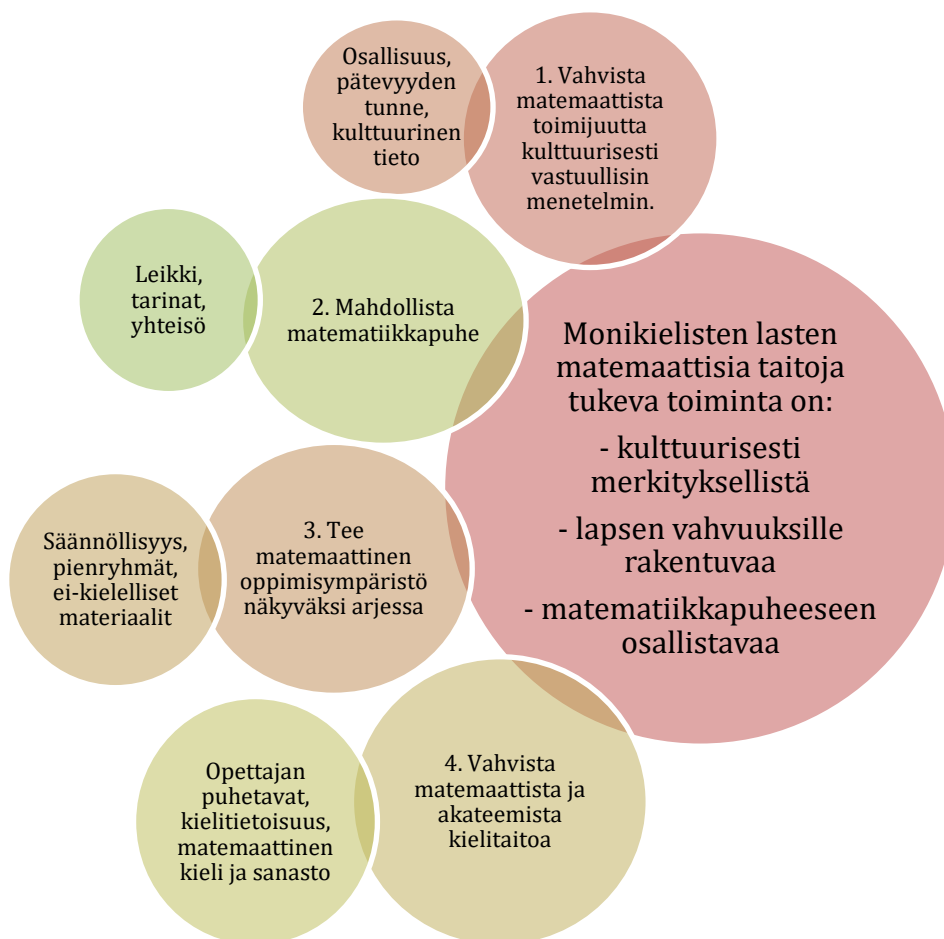 Osallisuus,
pätevyyden
tunne,
kulttuurinen
tieto
1. Vahvista
matemaattista
toimijuutta
kulttuurisesti
vastuullisin
menetelmin.
Leikki,
tarinat,
yhteisö
2. Mahdollista
matematiikkapuhe
Monikielisten lasten
matemaattisia taitoja
tukeva toiminta on:
- kulttuurisesti
merkityksellistä
- lapsen vahvuuksille
rakentuvaa
- matematiikkapuheeseen
osallistavaa
Säännöllisyys,
pienryhmät,
ei-kielelliset
materiaalit
3. Tee
matemaattinen
oppimisympäristö
näkyväksi arjessa
Opettajan
puhetavat,
kielitietoisuus,
matemaattinen
kieli ja sanasto
4. Vahvista
matemaattista ja
akateemista
kielitaitoa